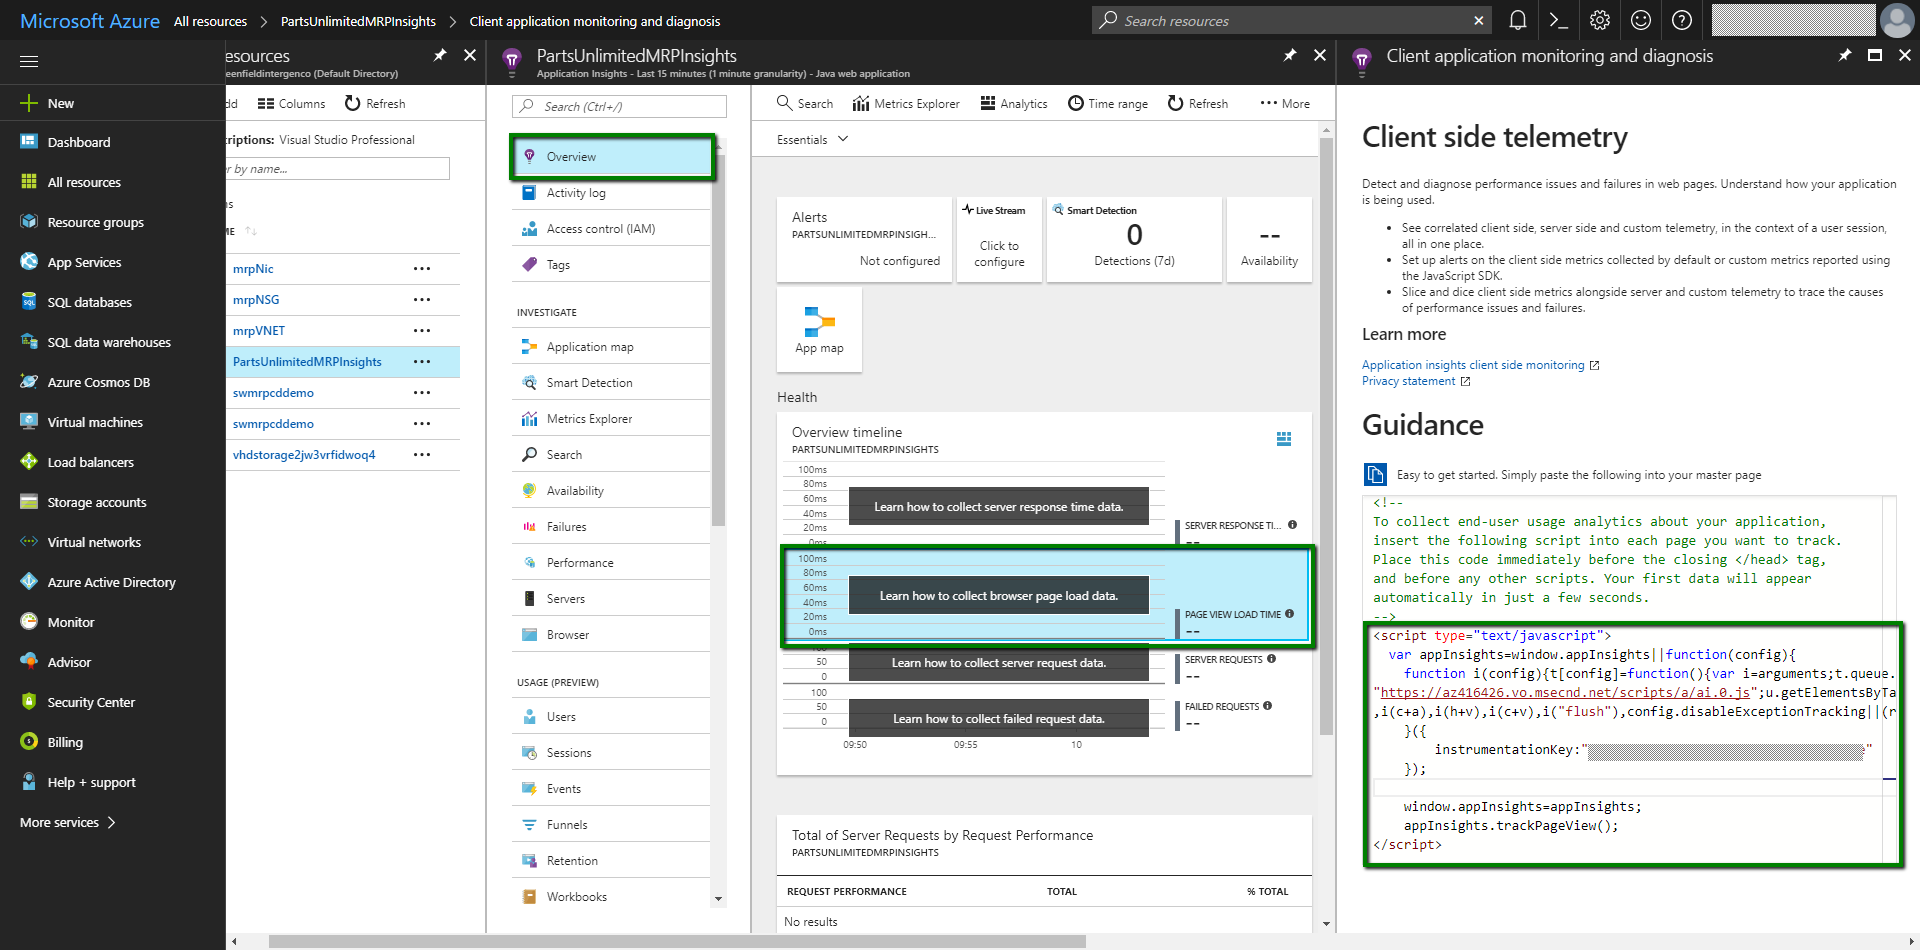 Microsoft Azure All resources > PartsUnlimitedMRPInsights > Client application monitoring and diagnosis
Search resources
New
Dashboard
All resources
Resource groups
App Services
SQL databases
SQL data warehouses
Azure Cosmos DB
Virtual machines
Load balancers
Storage accounts
Virtual networks
Azure Active Directory
Monitor
Advisor
Security Center
Billing
Help + support
More services >
esources
eenfieldintergenco (Default Directory)
dd Columns Refresh
criptions: Visual Studio Professional
r by name...
ns
ME
mrpNic ...
mrpNSG ...
mrpVNET ...
PartsUnlimitedMRPInsights ...
swmrpcddemo ...
swmrpcddemo ...
vhdstorage2jw3vrfidwoq4 ...
PartsUnlimitedMRPInsights
Application Insights - Last 15 minutes (1 minute granularity) - Java web application
Search (Ctrl+/)
Overview
Activity log
Access control (IAM)
Tags
INVESTIGATE
Application map
Smart Detection
Metrics Explorer
Search
Availability
Failures
Performance
Servers
Browser
USAGE (PREVIEW)
Users
Sessions
Events
Funnels
Retention
Workbooks
Search Metrics Explorer Analytics Time range Refresh ... More
Essentials
Alerts
PARTSUNLIMITEDMRPINSIGH...
Not configured
Live Stream
Click to
configure
Smart Detection
0
Detections (7d)
--
Availability
App map
Health
Overview timeline
PARTSUNLIMITEDMRPINSIGHTS
100ms
80ms
60ms
40ms
20ms
0ms
Learn how to collect server response time data.
SERVER RESPONSE TI...
--
100ms
80ms
60ms
40ms
20ms
0ms
Learn how to collect browser page load data.
PAGE VIEW LOAD TIME
--
100
50
0
Learn how to collect server request data.
SERVER REQUESTS
--
100
50
0
Learn how to collect failed request data.
FAILED REQUESTS
--
09:50 09:55 10
Total of Server Requests by Request Performance
PARTSUNLIMITEDMRPINSIGHTS
REQUEST PERFORMANCE TOTAL % TOTAL
No results
Client application monitoring and diagnosis
Client side telemetry
Detect and diagnose performance issues and failures in web pages. Understand how your application
is being used.
• See correlated client side, server side and custom telemetry, in the context of a user session,
all in one place.
• Set up alerts on the client side metrics collected by default or custom metrics reported using
the JavaScript SDK.
• Slice and dice client side metrics alongside server and custom telemetry to trace the causes
of performance issues and failures.
Learn more
Application insights client side monitoring
Privacy statement
Guidance
Easy to get started. Simply paste the following into your master page
<!--
To collect end-user usage analytics about your application,
insert the following script into each page you want to track.
Place this code immediately before the closing </head> tag,
and before any other scripts. Your first data will appear
automatically in just a few seconds.
-->
<script type="text/javascript">
var appInsights=window.appInsights||function(config){
function i(config){t[config]=function(){var i=arguments;t.queue.
"https://az416426.vo.msecnd.net/scripts/a/ai.0.js";u.getElementsByTa
,i(c+a),i(h+v),i(c+v),i("flush"),config.disableExceptionTracking||(r
}({
instrumentationKey:"
"
});
window.appInsights=appInsights;
appInsights.trackPageView();
</script>